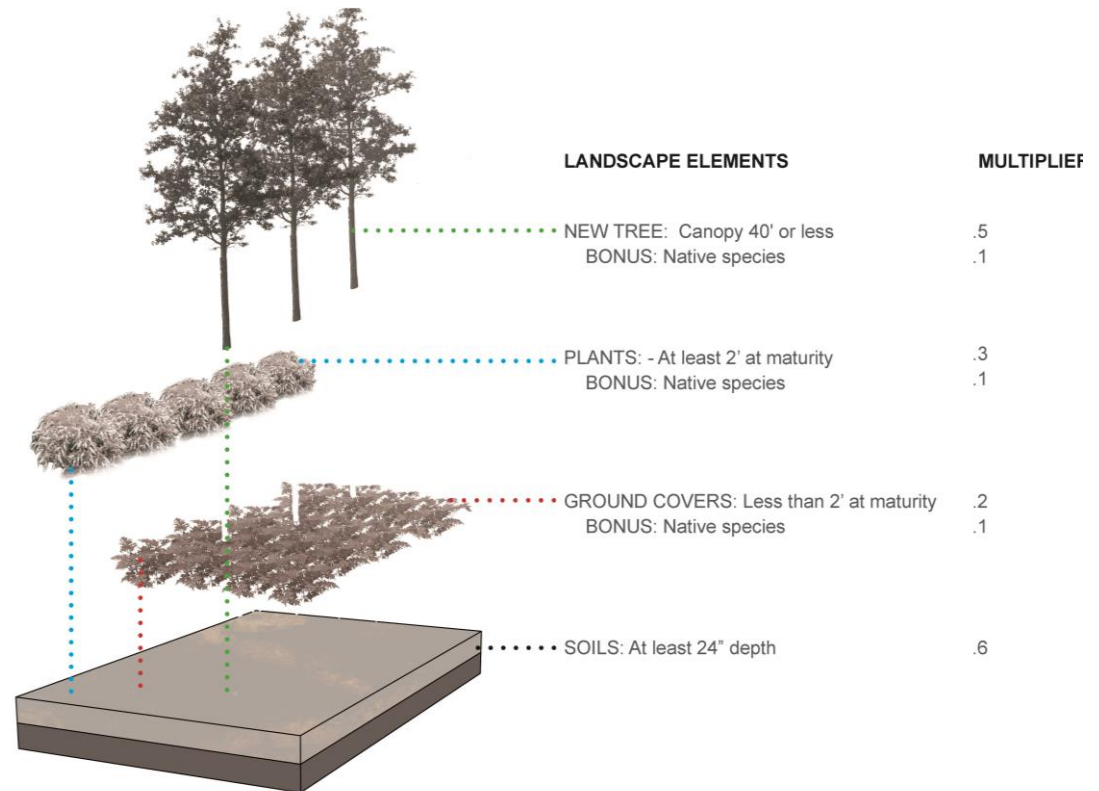 LANDSCAPE ELEMENTS MULTIPLIER
NEW TREE: Canopy 40' or less .5
BONUS: Native species .1
PLANTS: - At least 2' at maturity .3
BONUS: Native species .1
GROUND COVERS: Less than 2' at maturity .2
BONUS: Native species .1
SOILS: At least 24" depth .6